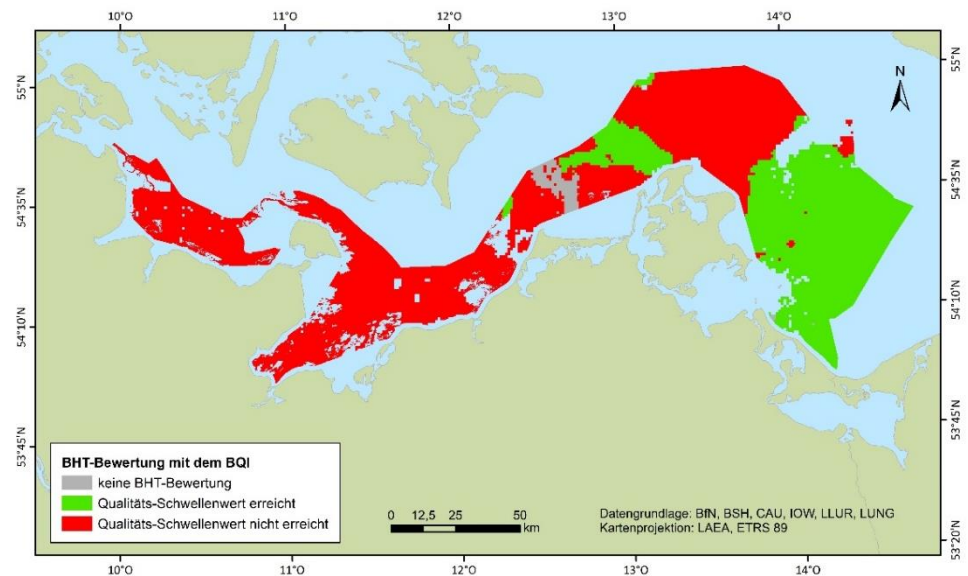 10°O 11°O 12°O 13°O 14°O
55°N
55°N
N
54°35'N
54°35'N
54°10'N
54°10'N
53°45'N
53°45'N
53°20'N
BHT-Bewertung mit dem BQI
keine BHT-Bewertung
Qualitäts-Schwellenwert erreicht
Qualitäts-Schwellenwert nicht erreicht
0 12,5 25 50
km
Datengrundlage: BfN, BSH, CAU, IOW, LLUR, LUNG
Kartenprojektion: LAEA, ETRS 89
10°O 11°O 12°O 13°O 14°O